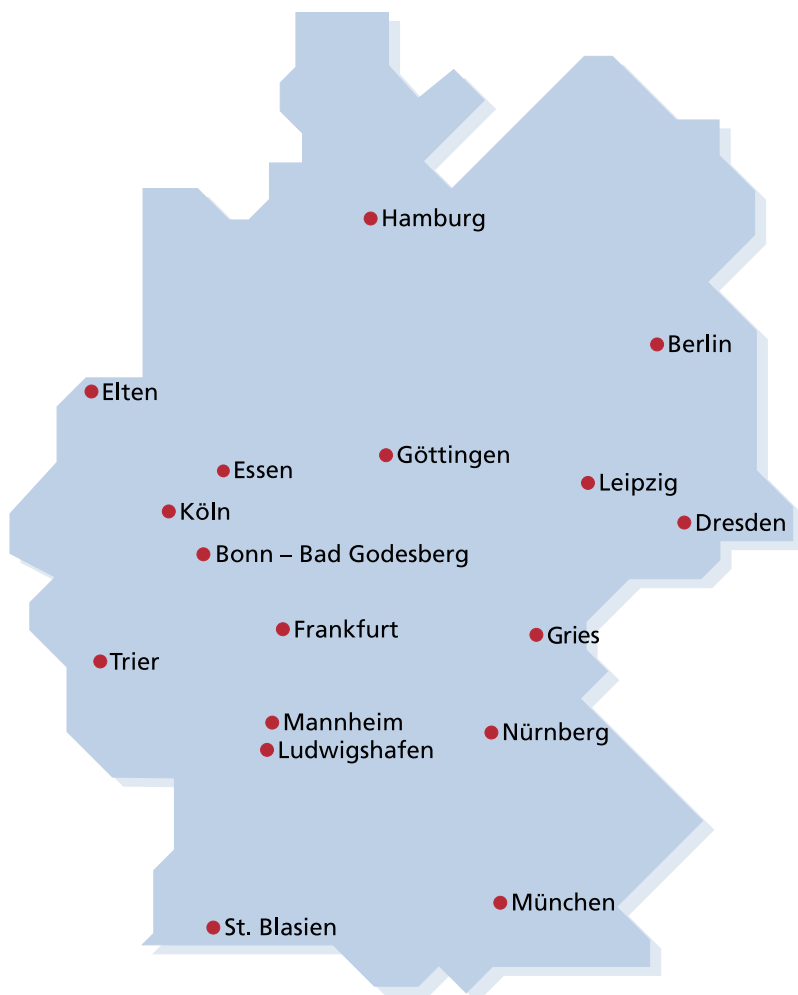 Hamburg
Berlin
Elten
Göttingen
Essen
Leipzig
Köln
Dresden
Bonn – Bad Godesberg
Frankfurt
Gries
Trier
Mannheim
Nürnberg
Ludwigshafen
München
St. Blasien